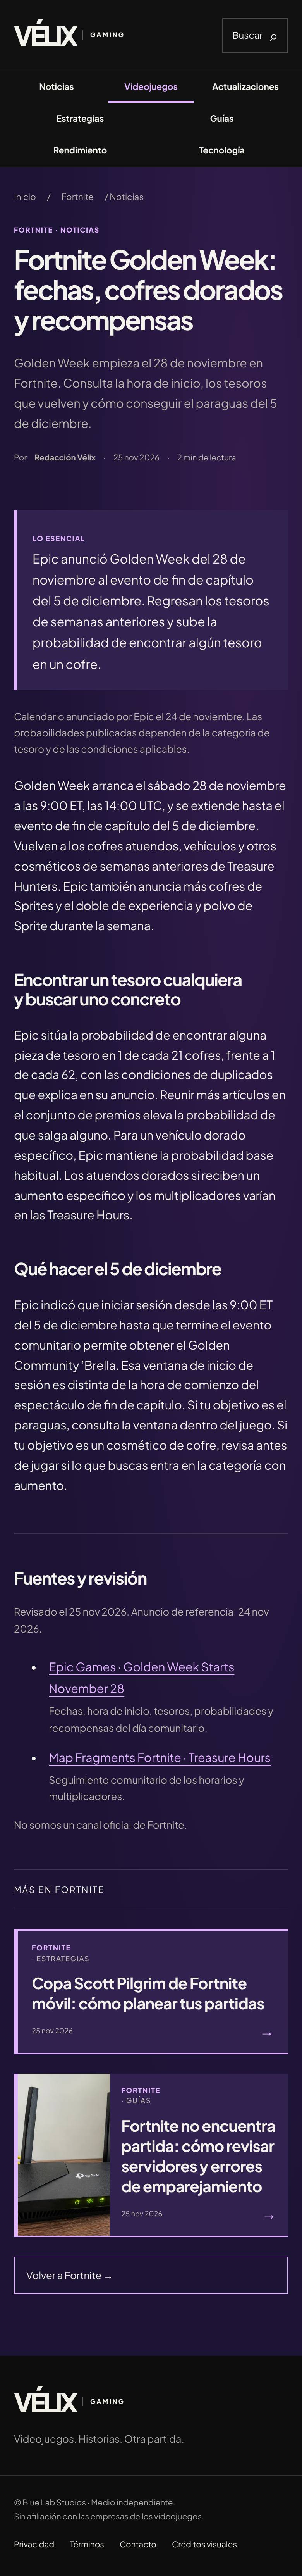 VÉLIX GAMING
Buscar
Noticias Videojuegos Actualizaciones
Estrategias Guías
Rendimiento Tecnología
Inicio / Fortnite / Noticias
FORTNITE · NOTICIAS
Fortnite Golden Week:
fechas, cofres dorados
y recompensas
Golden Week empieza el 28 de noviembre en
Fortnite. Consulta la hora de inicio, los tesoros
que vuelven y cómo conseguir el paraguas del 5
de diciembre.
Por Redacción Vélix · 25 nov 2026 · 2 min de lectura
LO ESENCIAL
Epic anunció Golden Week del 28 de
noviembre al evento de fin de capítulo
del 5 de diciembre. Regresan los tesoros
de semanas anteriores y sube la
probabilidad de encontrar algún tesoro
en un cofre.
Calendario anunciado por Epic el 24 de noviembre. Las
probabilidades publicadas dependen de la categoría de
tesoro y de las condiciones aplicables.
Golden Week arranca el sábado 28 de noviembre
a las 9:00 ET, las 14:00 UTC, y se extiende hasta el
evento de fin de capítulo del 5 de diciembre.
Vuelven a los cofres atuendos, vehículos y otros
cosméticos de semanas anteriores de Treasure
Hunters. Epic también anuncia más cofres de
Sprites y el doble de experiencia y polvo de
Sprite durante la semana.
Encontrar un tesoro cualquiera
y buscar uno concreto
Epic sitúa la probabilidad de encontrar alguna
pieza de tesoro en 1 de cada 21 cofres, frente a 1
de cada 62, con las condiciones de duplicados
que explica en su anuncio. Reunir más artículos en
el conjunto de premios eleva la probabilidad de
que salga alguno. Para un vehículo dorado
específico, Epic mantiene la probabilidad base
habitual. Los atuendos dorados sí reciben un
aumento específico y los multiplicadores varían
en las Treasure Hours.
Qué hacer el 5 de diciembre
Epic indicó que iniciar sesión desde las 9:00 ET
del 5 de diciembre hasta que termine el evento
comunitario permite obtener el Golden
Community 'Brella. Esa ventana de inicio de
sesión es distinta de la hora de comienzo del
espectáculo de fin de capítulo. Si tu objetivo es el
paraguas, consulta la ventana dentro del juego. Si
tu objetivo es un cosmético de cofre, revisa antes
de jugar si lo que buscas entra en la categoría con
aumento.
Fuentes y revisión
Revisado el 25 nov 2026. Anuncio de referencia: 24 nov
2026.
Epic Games · Golden Week Starts
November 28
Fechas, hora de inicio, tesoros, probabilidades y
recompensas del día comunitario.
Map Fragments Fortnite · Treasure Hours
Seguimiento comunitario de los horarios y
multiplicadores.
No somos un canal oficial de Fortnite.
MÁS EN FORTNITE
FORTNITE
· ESTRATEGIAS
Copa Scott Pilgrim de Fortnite
móvil: cómo planear tus partidas
25 nov 2026 →
FORTNITE
· GUÍAS
Fortnite no encuentra
partida: cómo revisar
servidores y errores
de emparejamiento
25 nov 2026 →
Volver a Fortnite →
VÉLIX GAMING
Videojuegos. Historias. Otra partida.
© Blue Lab Studios · Medio independiente.
Sin afiliación con las empresas de los videojuegos.
Privacidad Términos Contacto Créditos visuales